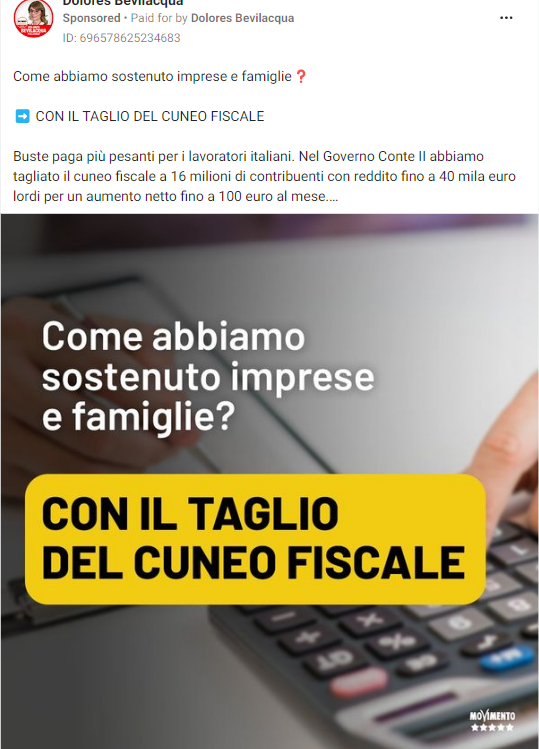 Dolores Bevilacqua
Sponsored • Paid for by Dolores Bevilacqua
ID: 696578625234683
Come abbiamo sostenuto imprese e famiglie ❓
➡️ CON IL TAGLIO DEL CUNEO FISCALE
Buste paga più pesanti per i lavoratori italiani. Nel Governo Conte II abbiamo
tagliato il cuneo fiscale a 16 milioni di contribuenti con reddito fino a 40 mila euro
lordi per un aumento netto fino a 100 euro al mese....
Come abbiamo
sostenuto imprese
e famiglie?
CON IL TAGLIO
DEL CUNEO FISCALE
MOVIMENTO